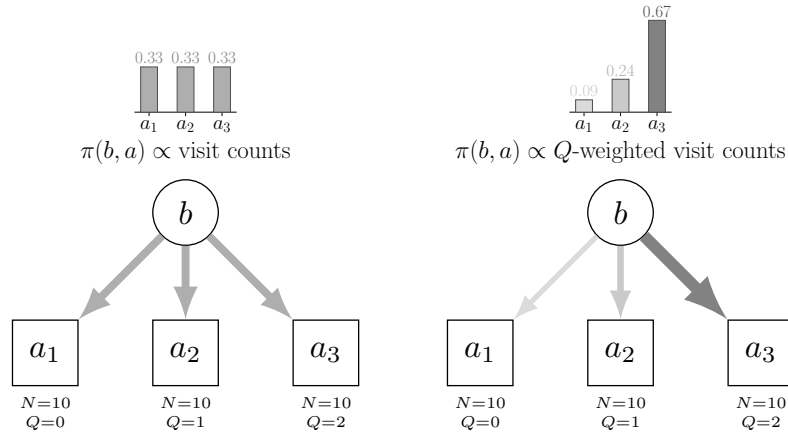 0.33 0.33 0.33
a₁ a₂ a₃
π(b, a) ∝ visit counts
b
a₁ a₂ a₃
N=10 N=10 N=10
Q=0 Q=1 Q=2
0.09 0.24 0.67
a₁ a₂ a₃
π(b, a) ∝ Q-weighted visit counts
b
a₁ a₂ a₃
N=10 N=10 N=10
Q=0 Q=1 Q=2